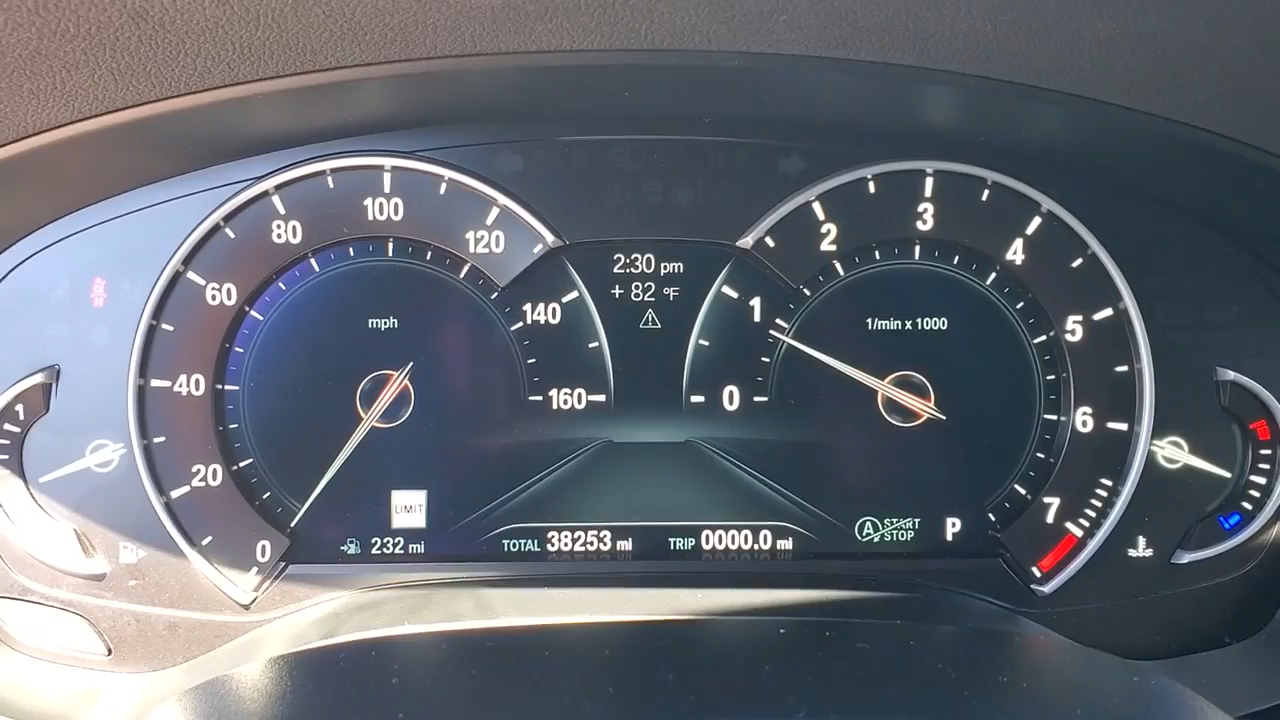 0
20
40
60
80
100
120
140
160
mph
2:30 pm
+ 82 °F
0
1
2
3
4
5
6
7
1/min x 1000
1
LIMIT
232 mi
TOTAL 38253 mi
TRIP 0000.0 mi
A START
STOP
P